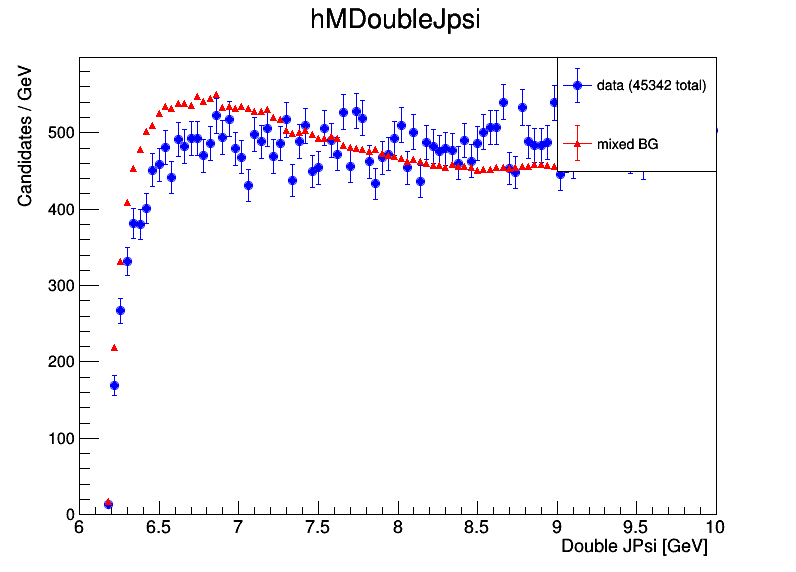 hMDoubleJpsi
Candidates / GeV
data (45342 total)
mixed BG
500
400
300
200
100
0
6 6.5 7 7.5 8 8.5 9 9.5 10
Double JPsi [GeV]